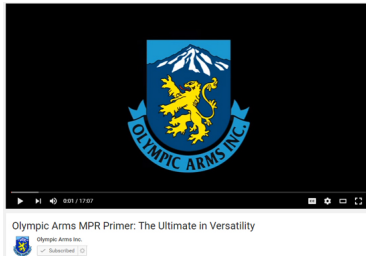 OLYMPIC ARMS INC.
0:01 / 17:07
Olympic Arms MPR Primer: The Ultimate in Versatility
Olympic Arms Inc.
Subscribed